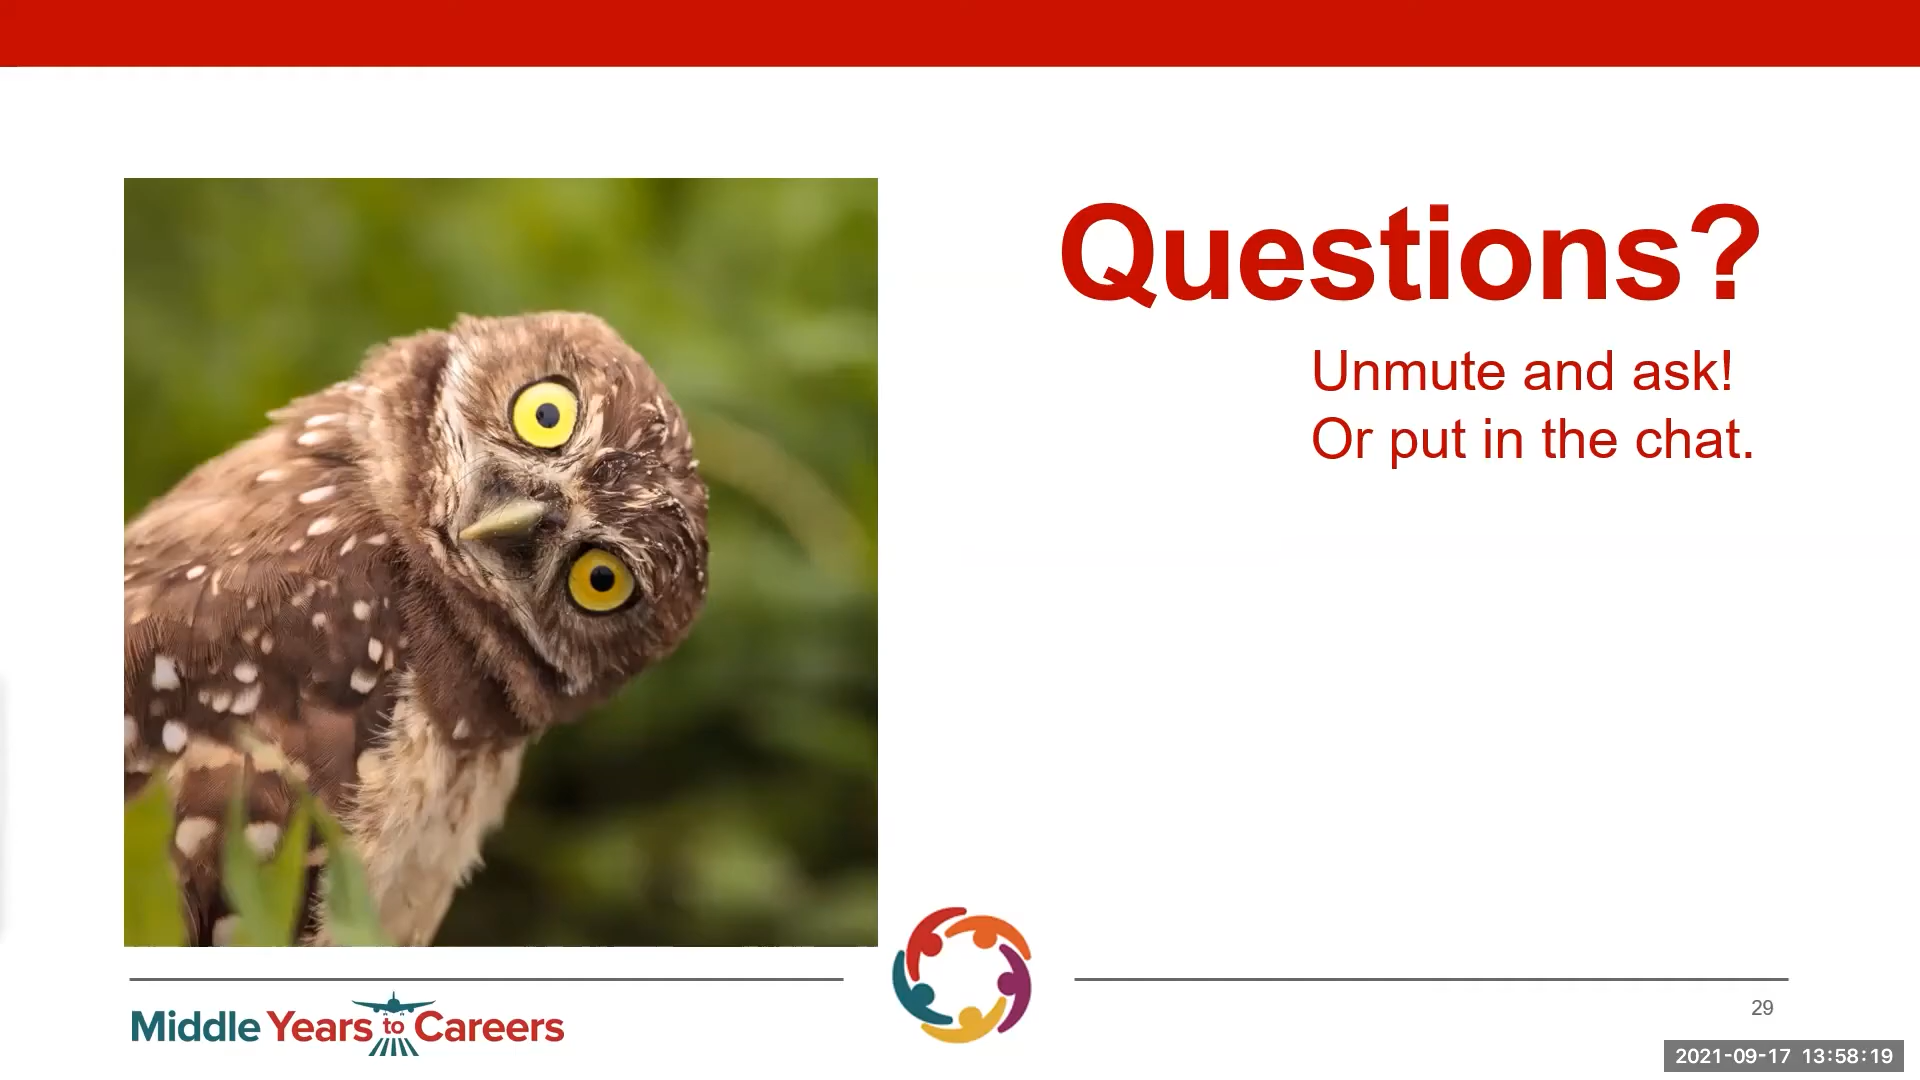 Questions?
Unmute and ask!
Or put in the chat.
Middle Years to Careers
29
2021-09-17 13:58:19